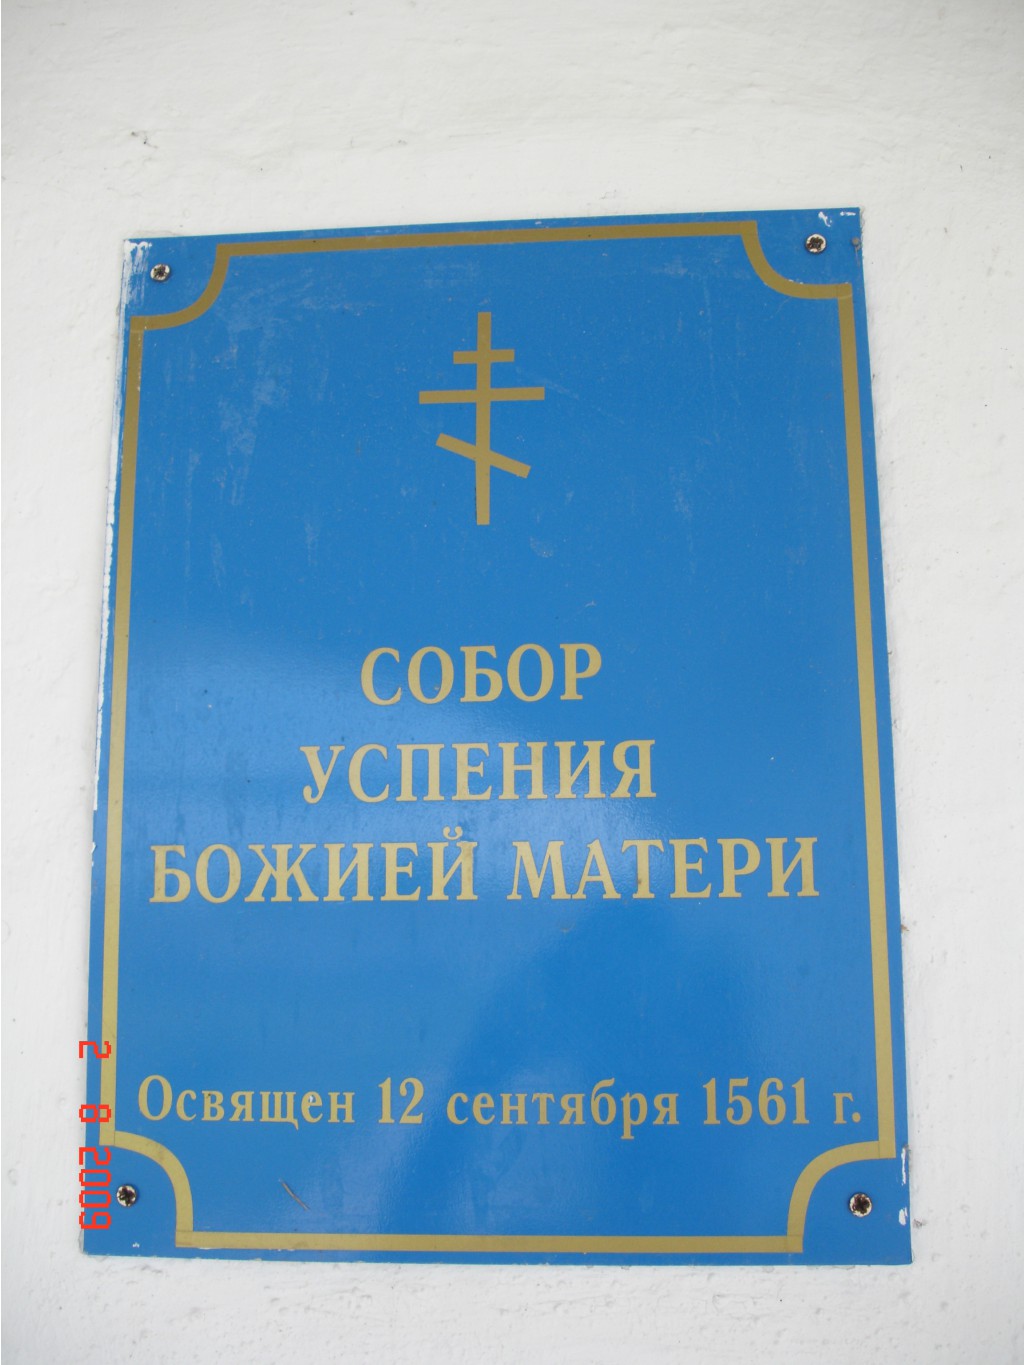 СОБОР
УСПЕНИЯ
БОЖИЕЙ МАТЕРИ
Освящен 12 сентября 1561 г.
2 8 2009